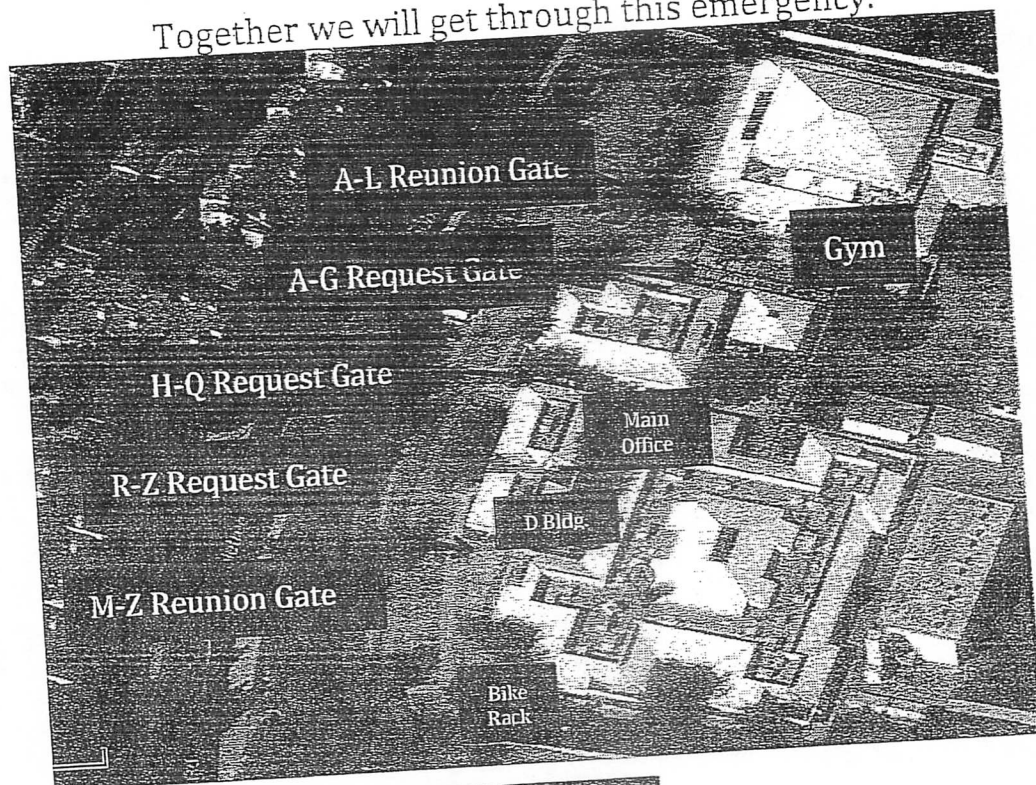 Together we will get through this emergency.
A-L Reunion Gate
Gym
A-G Request Gate
H-Q Request Gate
Main
Office
R-Z Request Gate
D Bldg.
M-Z Reunion Gate
Bike
Rack